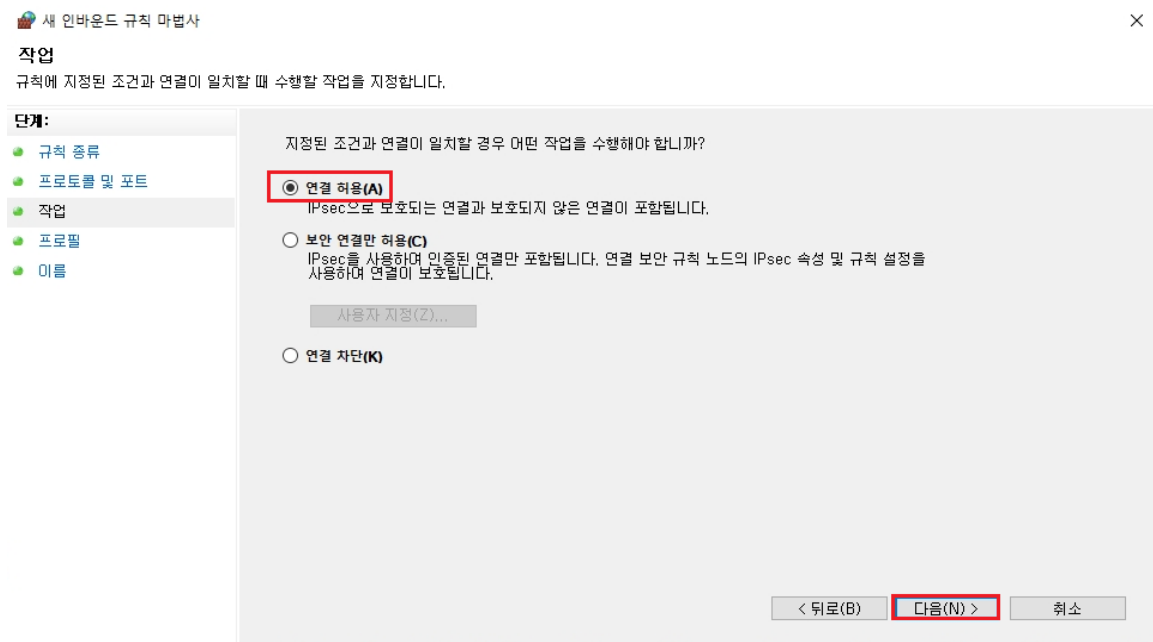 새 인바운드 규칙 마법사
작업
규칙에 지정된 조건과 연결이 일치할 때 수행할 작업을 지정합니다.
단계:
규칙 종류
프로토콜 및 포트
작업
프로필
이름
지정된 조건과 연결이 일치할 경우 어떤 작업을 수행해야 합니까?
연결 허용(A)
IPsec으로 보호되는 연결과 보호되지 않은 연결이 포함됩니다.
보안 연결만 허용(C)
IPsec을 사용하여 인증된 연결만 포함됩니다. 연결 보안 규칙 노드의 IPsec 속성 및 규칙 설정을
사용하여 연결이 보호됩니다.
사용자 지정(Z)...
연결 차단(K)
< 뒤로(B)
다음(N) >
취소